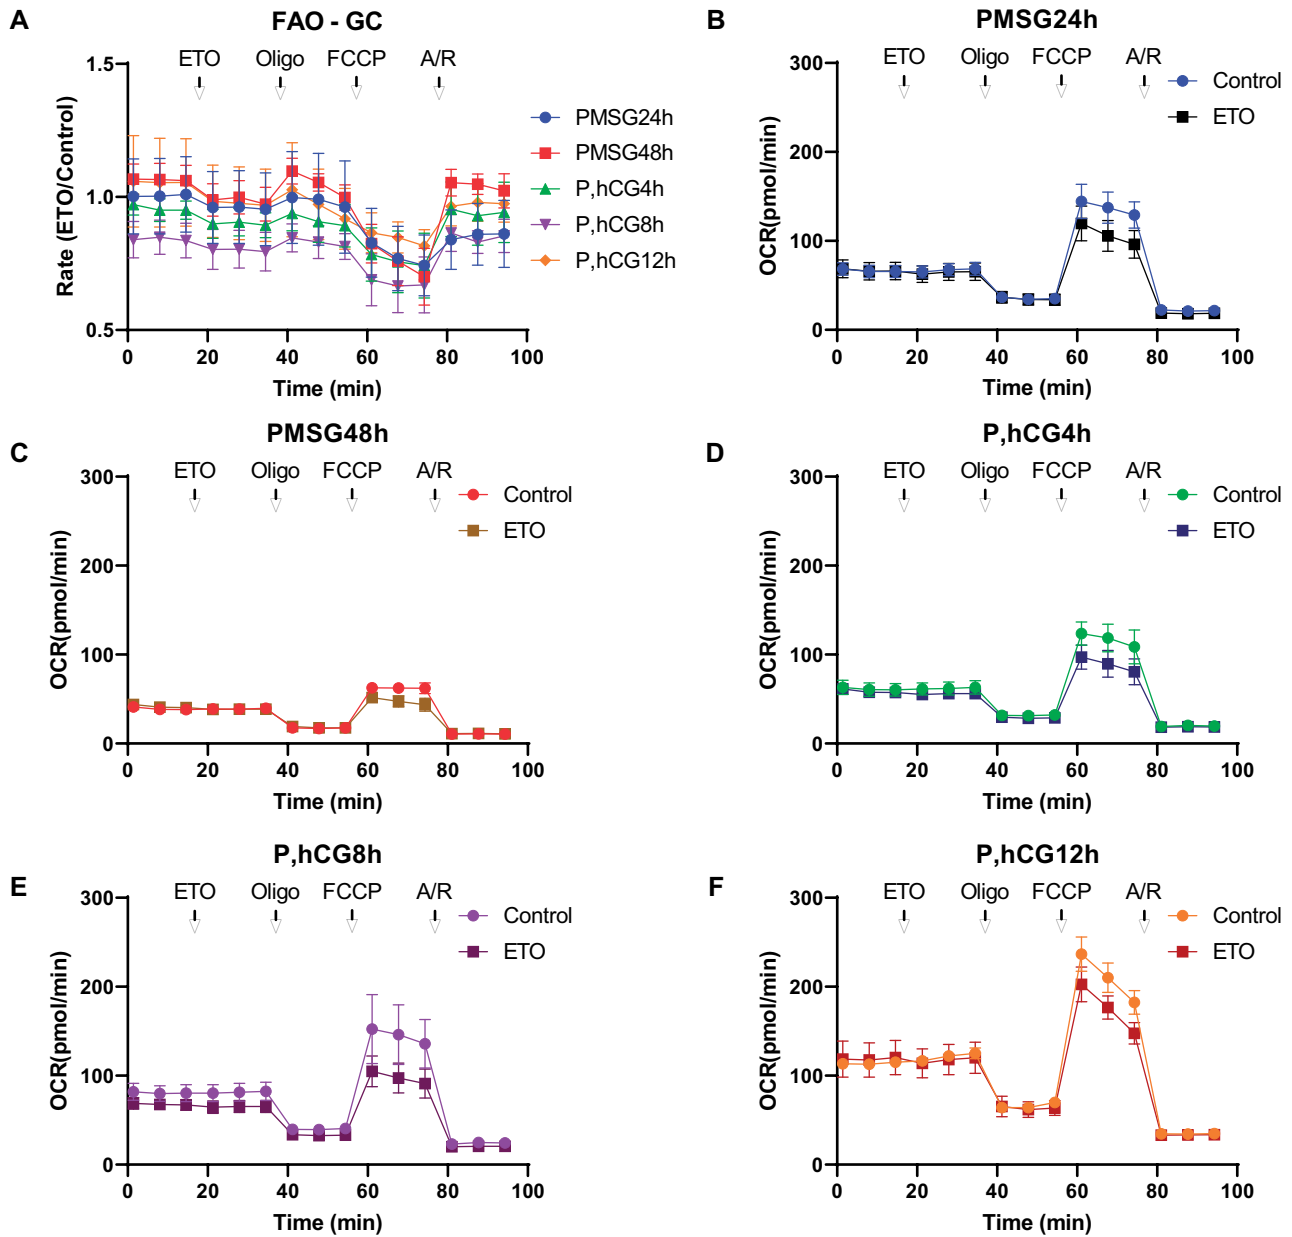 A
FAO - GC
ETO Oligo FCCP A/R
Rate (ETO/Control)
1.5
1.0
0.5
0 20 40 60 80 100
Time (min)
PMSG24h
PMSG48h
P,hCG4h
P,hCG8h
P,hCG12h
B
PMSG24h
ETO Oligo FCCP A/R
OCR(pmol/min)
300
200
100
0
0 20 40 60 80 100
Time (min)
Control
ETO
C
PMSG48h
ETO Oligo FCCP A/R
OCR(pmol/min)
300
200
100
0
0 20 40 60 80 100
Time (min)
Control
ETO
D
P,hCG4h
ETO Oligo FCCP A/R
OCR(pmol/min)
300
200
100
0
0 20 40 60 80 100
Time (min)
Control
ETO
E
P,hCG8h
ETO Oligo FCCP A/R
OCR(pmol/min)
300
200
100
0
0 20 40 60 80 100
Time (min)
Control
ETO
F
P,hCG12h
ETO Oligo FCCP A/R
OCR(pmol/min)
300
200
100
0
0 20 40 60 80 100
Time (min)
Control
ETO